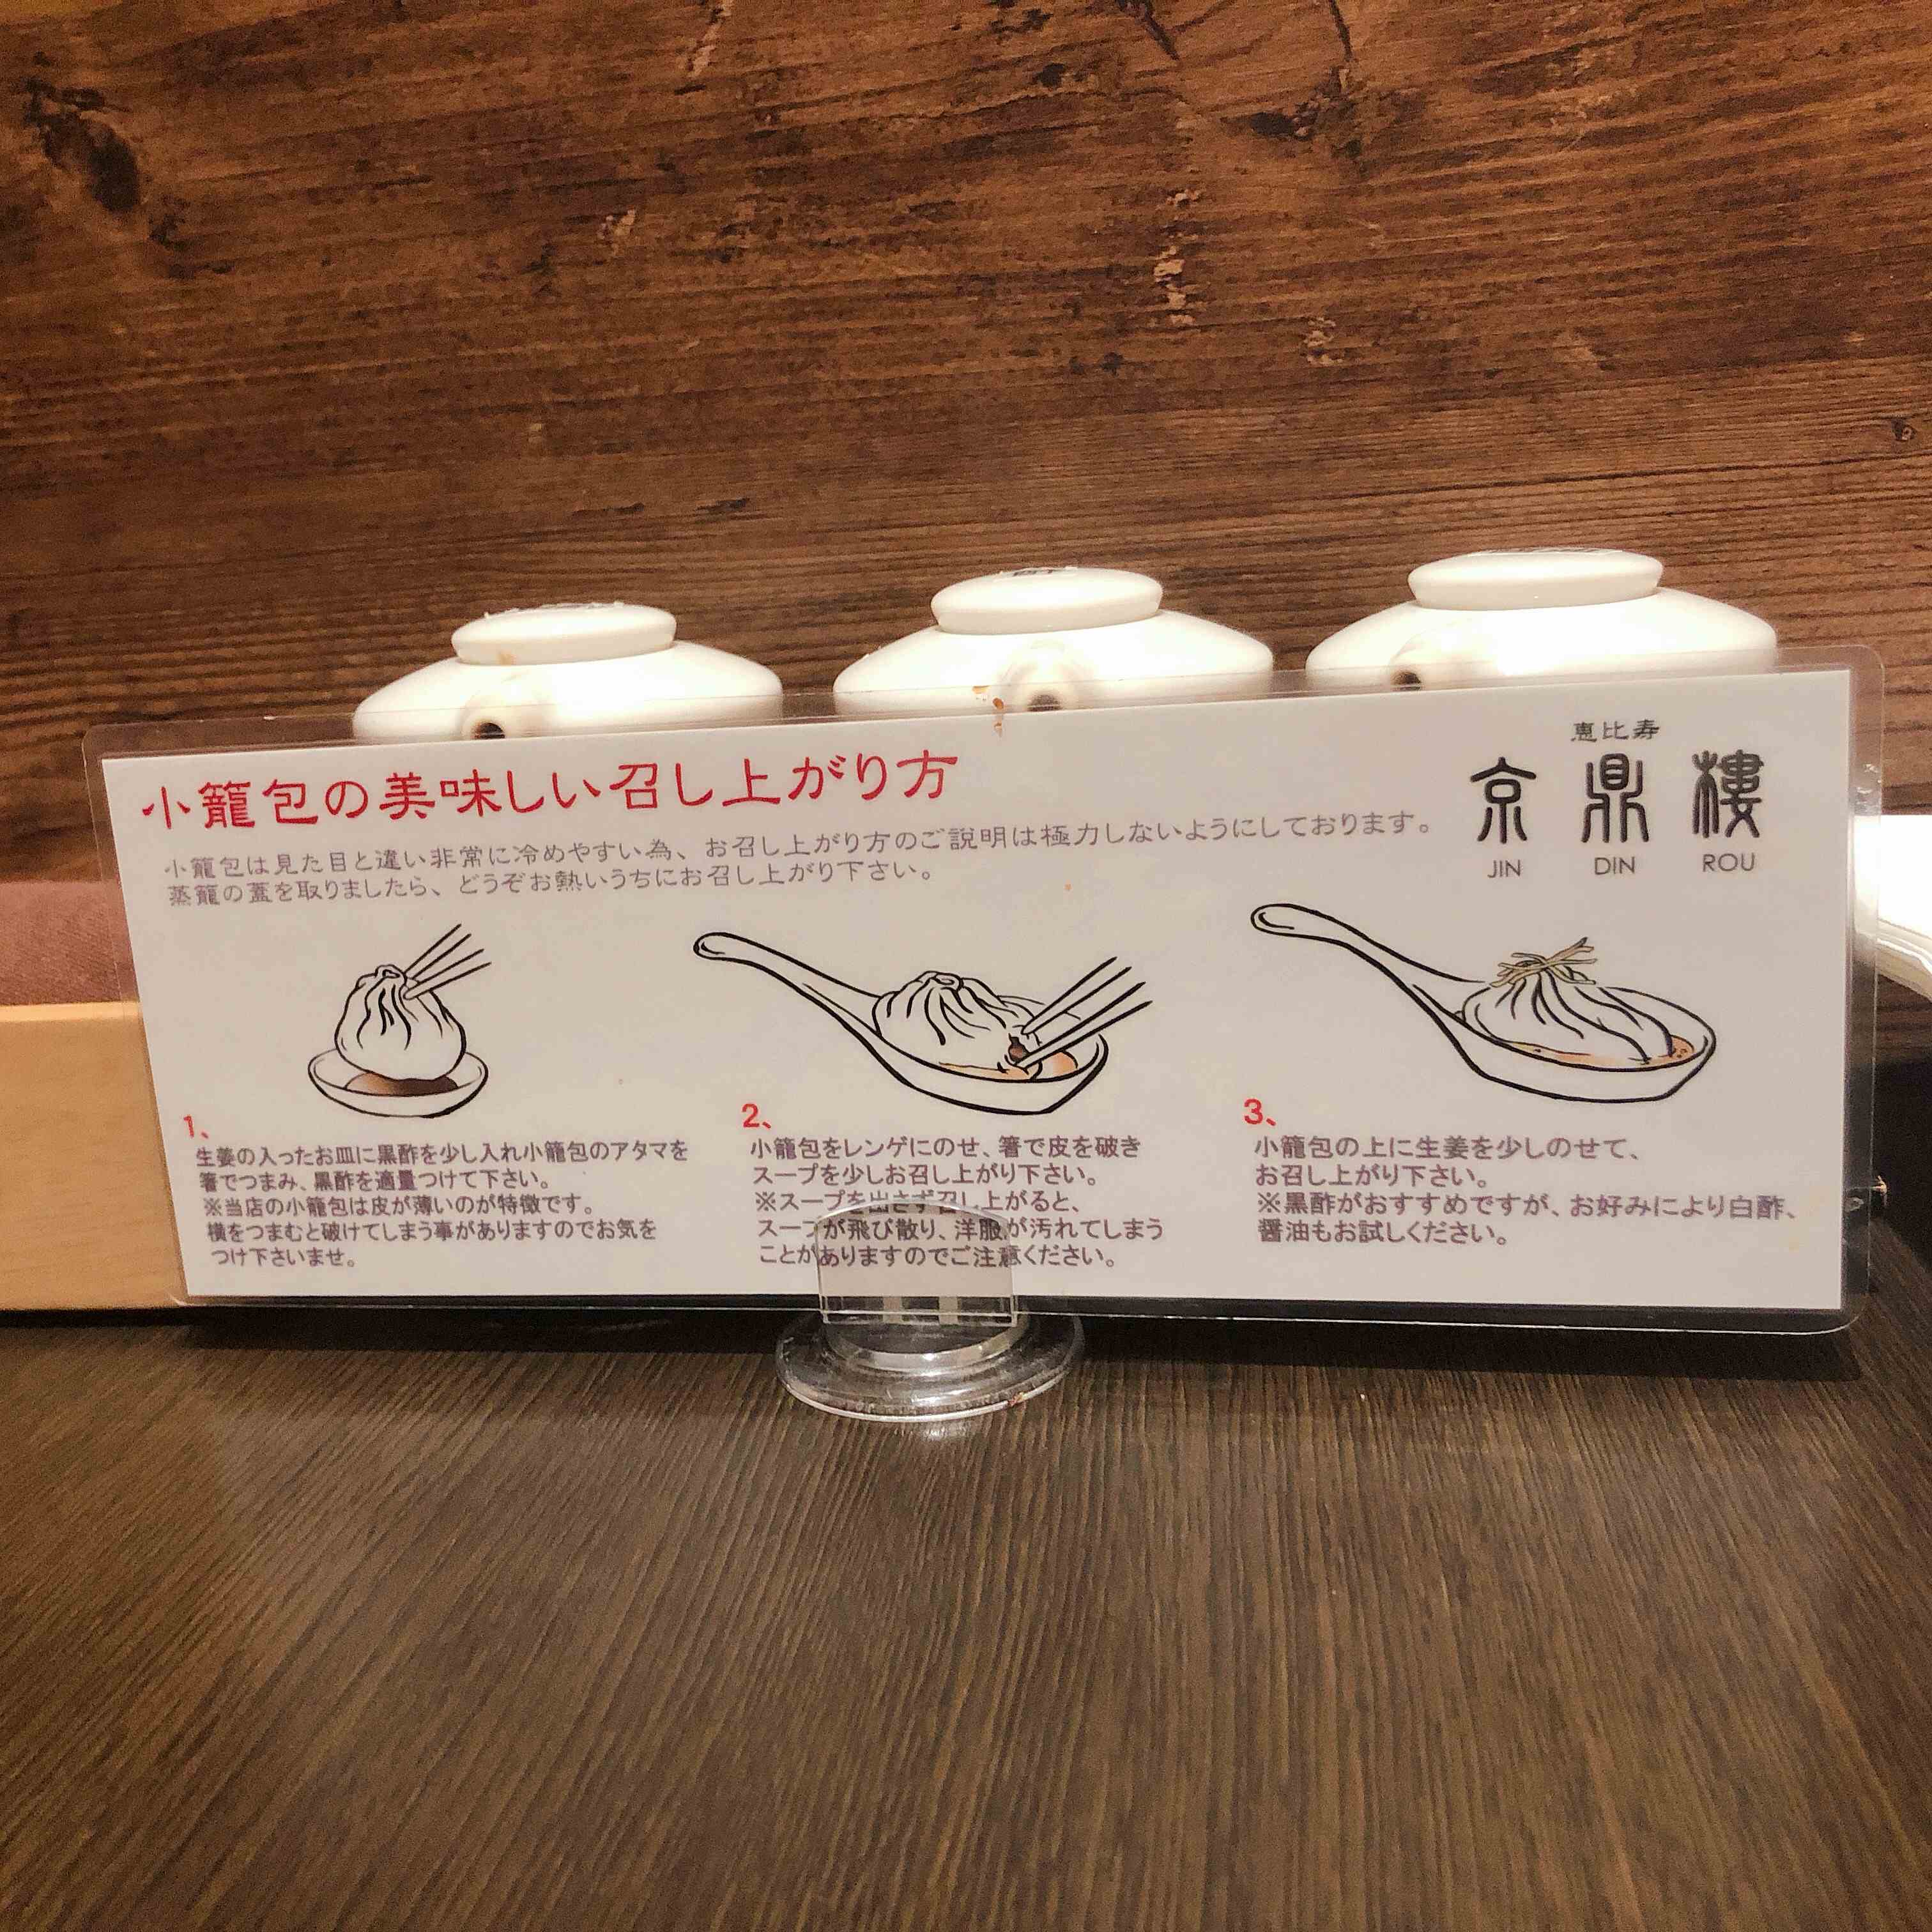 小籠包の美味しい召し上がり方
小籠包は見た目と違い非常に冷めやすい為、お召し上がり方のご説明は極力しないようにしております。
蒸籠の蓋を取りましたら、どうぞお熱いうちにお召し上がり下さい。
恵比寿
京鼎樓
JIN DIN ROU
1、
生姜の入ったお皿に黒酢を少し入れ小籠包のアタマを
箸でつまみ、黒酢を適量つけて下さい。
※当店の小籠包は皮が薄いのが特徴です。
横をつまむと破けてしまう事がありますのでお気を
つけ下さいませ。
2、
小籠包をレンゲにのせ、箸で皮を破き
スープを少しお召し上がり下さい。
※スープを出さず召し上がると、
スープが飛び散り、洋服が汚れてしまう
ことがありますのでご注意ください。
3、
小籠包の上に生姜を少しのせて、
お召し上がり下さい。
※黒酢がおすすめですが、お好みにより白酢、
醤油もお試しください。